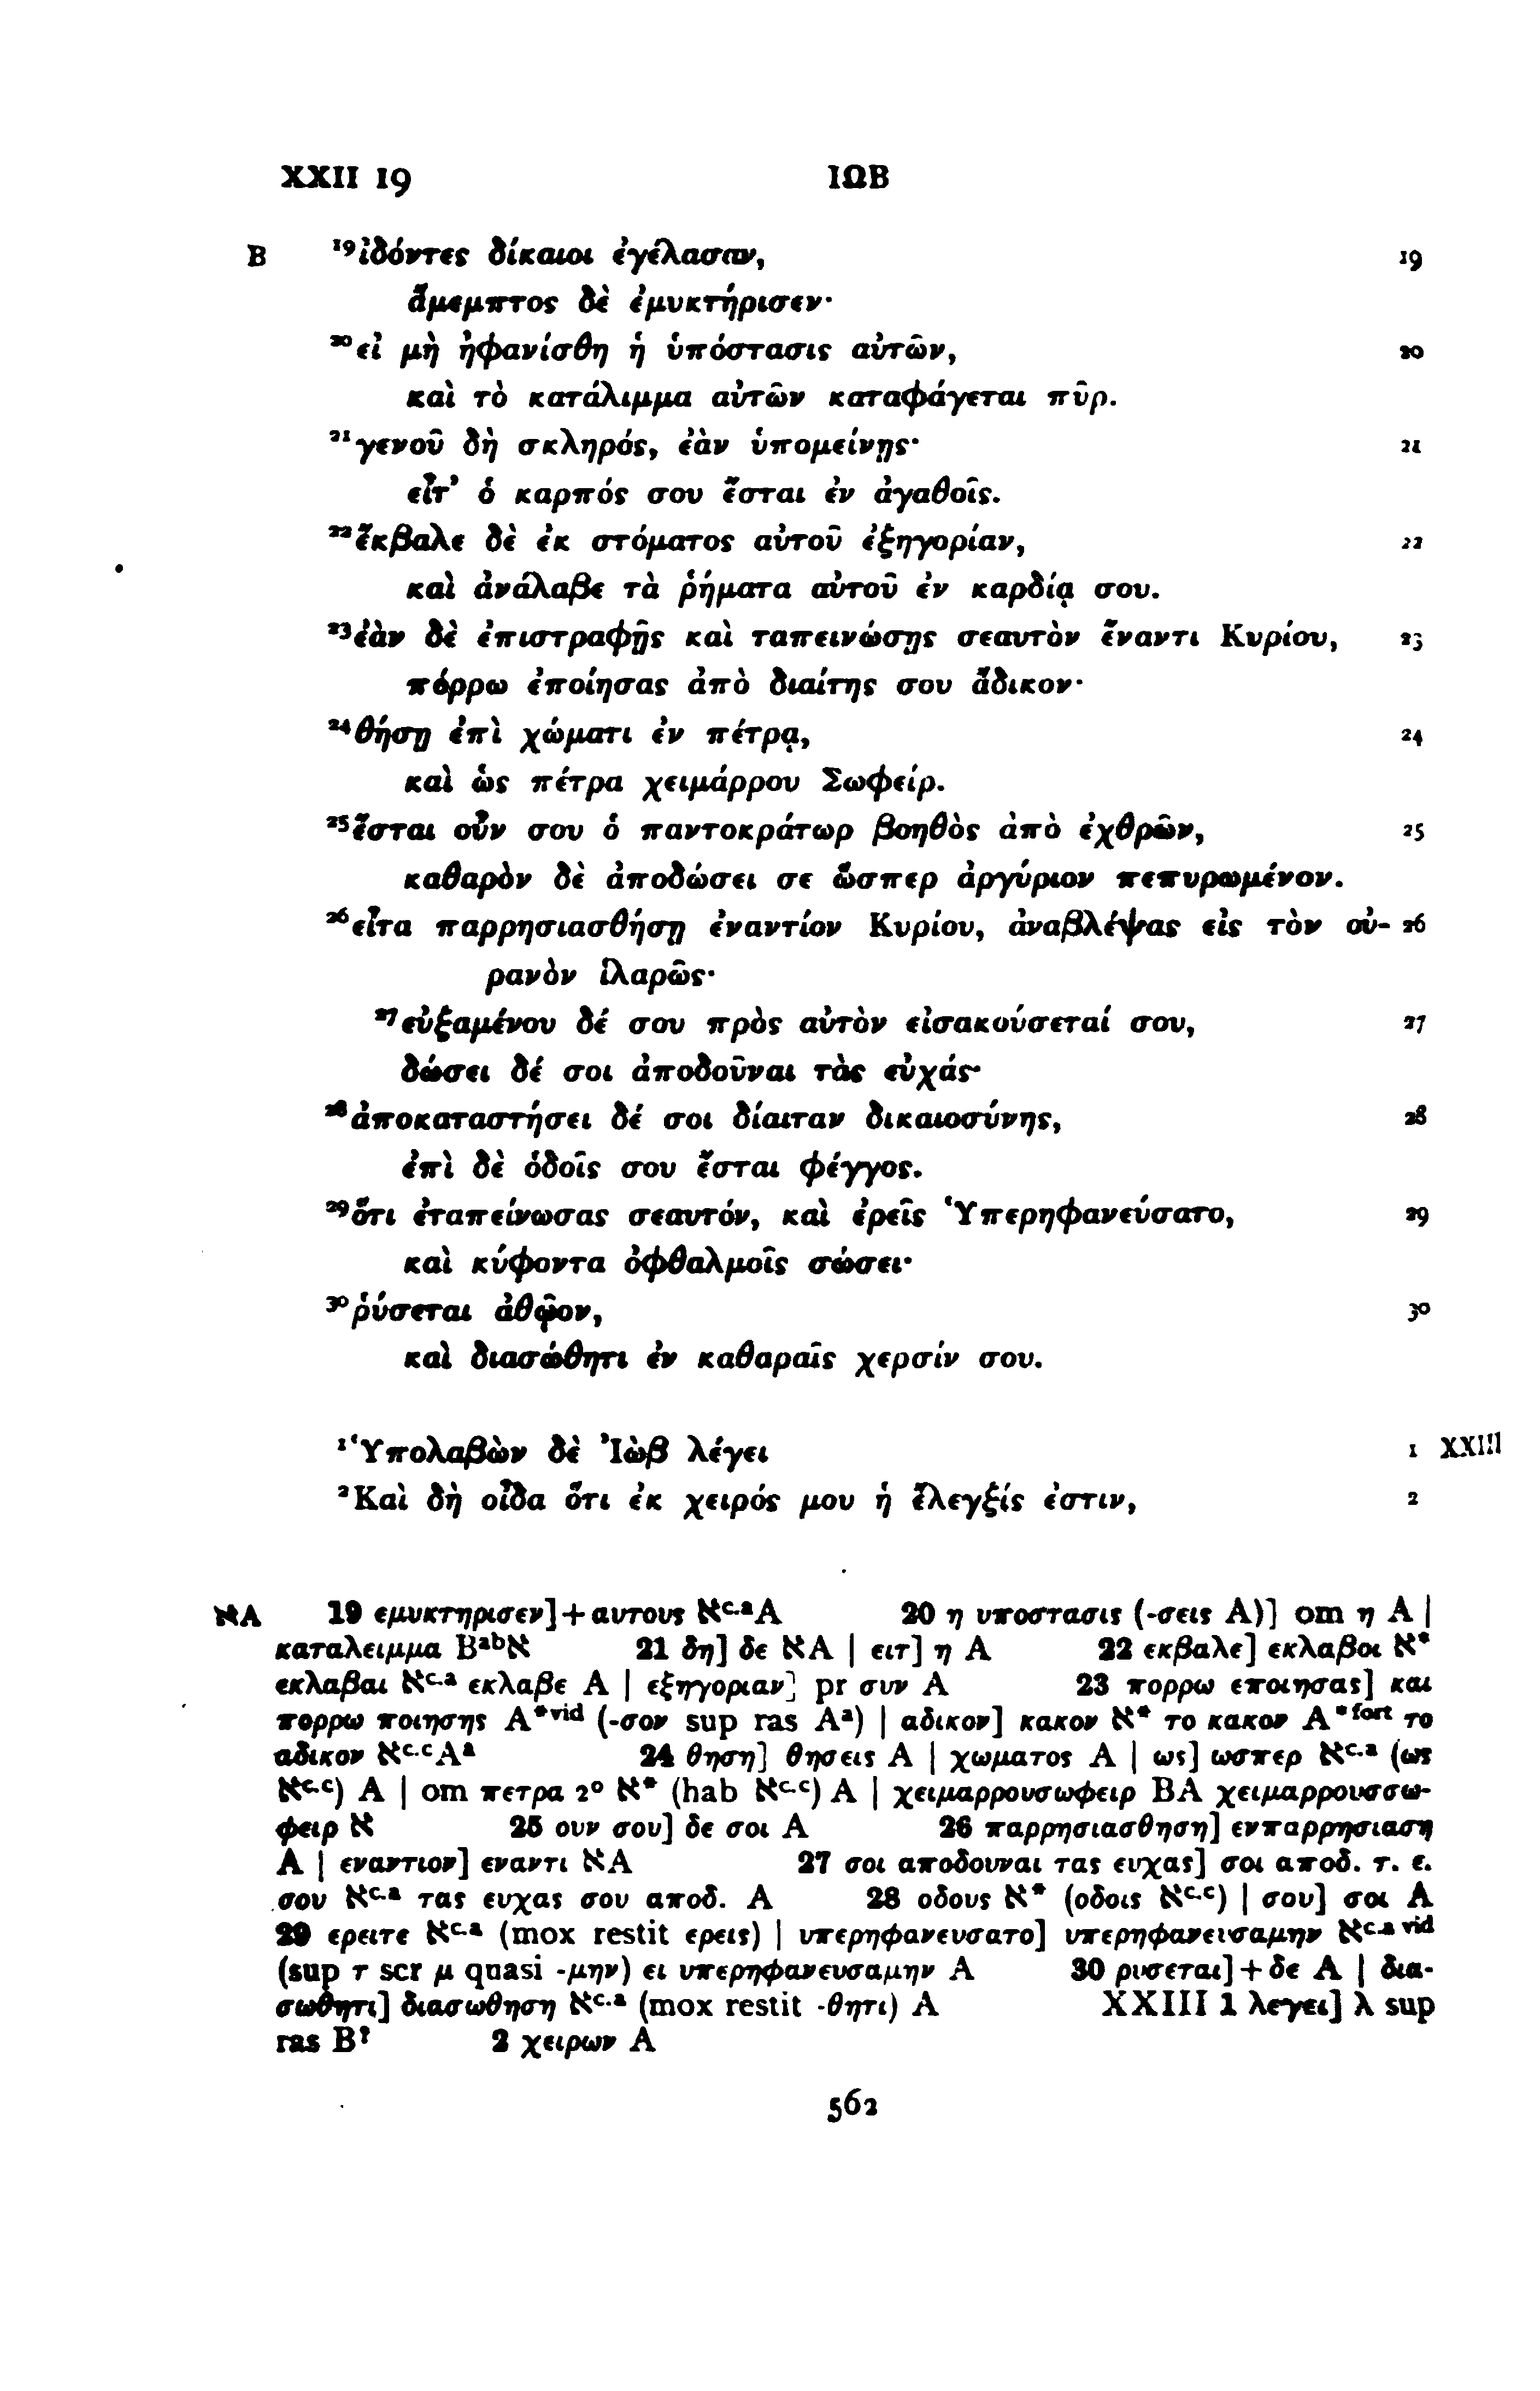 XXII 19 ΙΩΒ
B ¹⁹ἰδόντες δίκαιοι ἐγέλασαν, 19
ἄμεμπτος δὲ ἐμυκτήρισεν·
²⁰εἰ μὴ ἠφανίσθη ἡ ὑπόστασις αὐτῶν, 20
καὶ τὸ κατάλιμμα αὐτῶν καταφάγεται πῦρ.
²¹γενοῦ δὴ σκληρός, ἐὰν ὑπομείνῃς· 21
εἶτ’ ὁ καρπός σου ἔσται ἐν ἀγαθοῖς.
²²ἔκβαλε δὲ ἐκ στόματος αὐτοῦ ἐξηγορίαν, 22
καὶ ἀνάλαβε τὰ ῥήματα αὐτοῦ ἐν καρδίᾳ σου.
²³ἐὰν δὲ ἐπιστραφῇς καὶ ταπεινώσῃς σεαυτὸν ἔναντι Κυρίου, 23
πόρρω ἐποίησας ἀπὸ διαίτης σου ἄδικον·
²⁴θήσῃ ἐπὶ χώματι ἐν πέτρᾳ, 24
καὶ ὡς πέτρα χειμάρρου Σωφείρ.
²⁵ἔσται οὖν σου ὁ παντοκράτωρ βοηθὸς ἀπὸ ἐχθρῶν, 25
καθαρὸν δὲ ἀποδώσει σε ὥσπερ ἀργύριον πεπυρωμένον.
²⁶εἶτα παρρησιασθήσῃ ἐναντίον Κυρίου, ἀναβλέψας εἰς τὸν οὐ- 26
ρανὸν ἱλαρῶς·
²⁷εὐξαμένου δέ σου πρὸς αὐτὸν εἰσακούσεταί σου, 27
δώσει δέ σοι ἀποδοῦναι τὰς εὐχάς·
²⁸ἀποκαταστήσει δέ σοι δίαιταν δικαιοσύνης, 28
ἐπὶ δὲ ὁδοῖς σου ἔσται φέγγος.
²⁹ὅτι ἐταπείνωσας σεαυτόν, καὶ ἐρεῖς Ὑπερηφανεύσατο, 29
καὶ κύφοντα ὀφθαλμοῖς σώσει·
³⁰ῥύσεται ἀθῷον, 30
καὶ διασώθητι ἐν καθαραῖς χερσίν σου.
¹Ὑπολαβὼν δὲ Ἰὼβ λέγει 1 XXIII
²Καὶ δὴ οἶδα ὅτι ἐκ χειρός μου ἡ ἔλεγξίς ἐστιν, 2
אA 19 εμυκτηρισεν]+αυτους א^c.a A 20 η υποστασις (-σεις A)] om η A |
καταλειμμα B^ab א 21 δη] δε אA | ειτ] η A 22 εκβαλε] εκλαβοι א*
εκλαβαι א^c.a εκλαβε A | εξηγοριαν] pr συν A 23 πορρω εποιησας] και
πορρω ποιησης A*vid (-σον sup ras A^a) | αδικον] κακον א* το κακον A*fort το
αδικον א^c.c A^a 24 θηση] θησεις A | χωματος A | ως] ωσπερ א^c.a (ως
א^c.c) A | om πετρα 2° א* (hab א^c.c) A | χειμαρρουσωφειρ BA χειμαρρουσσω-
φειρ א 25 ουν σου] δε σοι A 26 παρρησιασθηση] ενπαρρησιαση
A | εναντιον] εναντι אA 27 σοι αποδουναι τας ευχας] σοι αποδ. τ. ε.
σου א^c.a τας ευχας σου αποδ. A 28 οδους א* (οδοις א^c.c) | σου] σοι A
29 ερειτε א^c.a (mox restit ερεις) | υπερηφανευσατο] υπερηφανευσαμην א^c.a vid
(sup τ scr μ quasi -μην) ει υπερηφανευσαμην A 30 ρυσεται]+δε A | δια-
σωθητι] διασωθηση א^c.a (mox restit -θητι) A XXIII 1 λεγει] λ sup
ras B^? 2 χειρων A
562